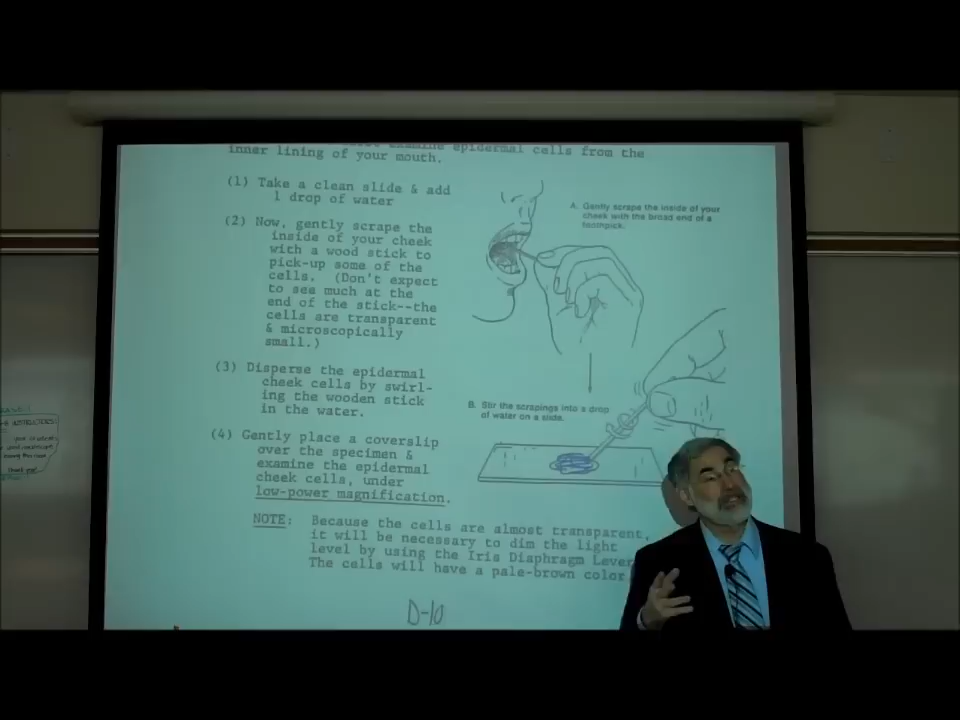 examine epidermal cells from the
inner lining of your mouth.
(1) Take a clean slide & add
1 drop of water
(2) Now, gently scrape the
inside of your cheek
with a wood stick to
pick-up some of the
cells. (Don't expect
to see much at the
end of the stick--the
cells are transparent
& microscopically
small.)
(3) Disperse the epidermal
cheek cells by swirl-
ing the wooden stick
in the water.
(4) Gently place a coverslip
over the specimen &
examine the epidermal
cheek cells, under
low-power magnification.
NOTE: Because the cells are almost transparent,
it will be necessary to dim the light
level by using the Iris Diaphragm Lever
The cells will have a pale-brown color
D-10
A. Gently scrape the inside of your
cheek with the broad end of a
toothpick.
B. Stir the scrapings into a drop
of water on a slide.
INSTRUCTORS: